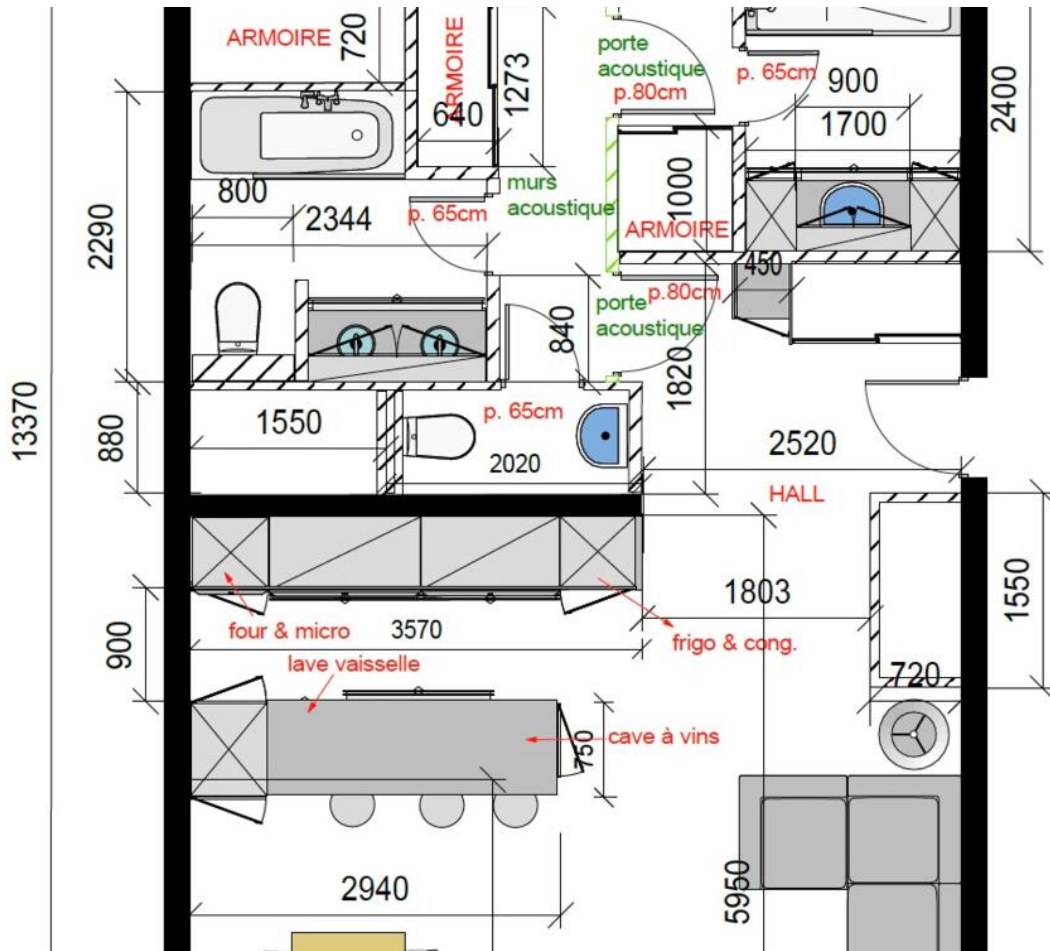 720
ARMOIRE
ARMOIRE
640
1273
porte
acoustique
p.80cm
p. 65cm
900
1700
2400
800
2344
p. 65cm
murs
acoustique
1000
ARMOIRE
2290
450
p.80cm
porte
acoustique
840
1820
13370
880
1550
p. 65cm
2020
2520
HALL
1803
1550
900
four & micro
3570
frigo & cong.
lave vaisselle
720
cave à vins
750
2940
5950